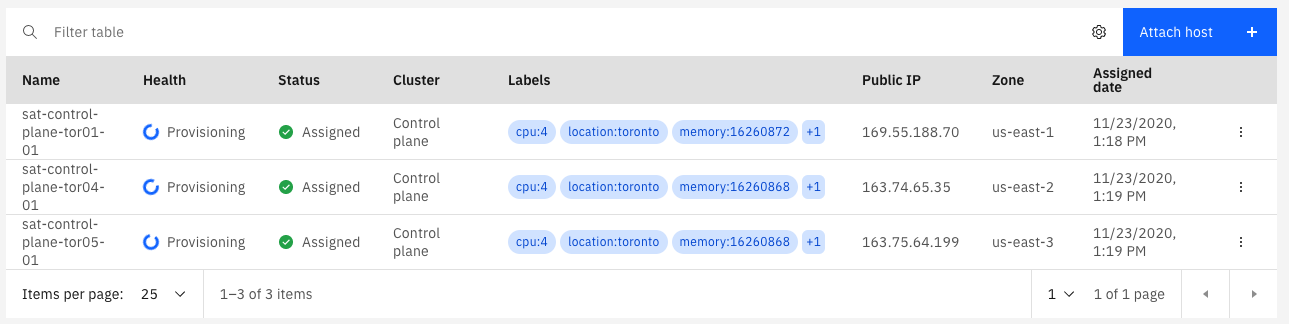 Filter table
Attach host +
Name Health Status Cluster Labels Public IP Zone Assigned date
sat-control-plane-tor01-01 Provisioning Assigned Control plane cpu:4 location:toronto memory:16260872 +1 169.55.188.70 us-east-1 11/23/2020, 1:18 PM
sat-control-plane-tor04-01 Provisioning Assigned Control plane cpu:4 location:toronto memory:16260868 +1 163.74.65.35 us-east-2 11/23/2020, 1:19 PM
sat-control-plane-tor05-01 Provisioning Assigned Control plane cpu:4 location:toronto memory:16260868 +1 163.75.64.199 us-east-3 11/23/2020, 1:19 PM
Items per page: 25 1–3 of 3 items 1 1 of 1 page